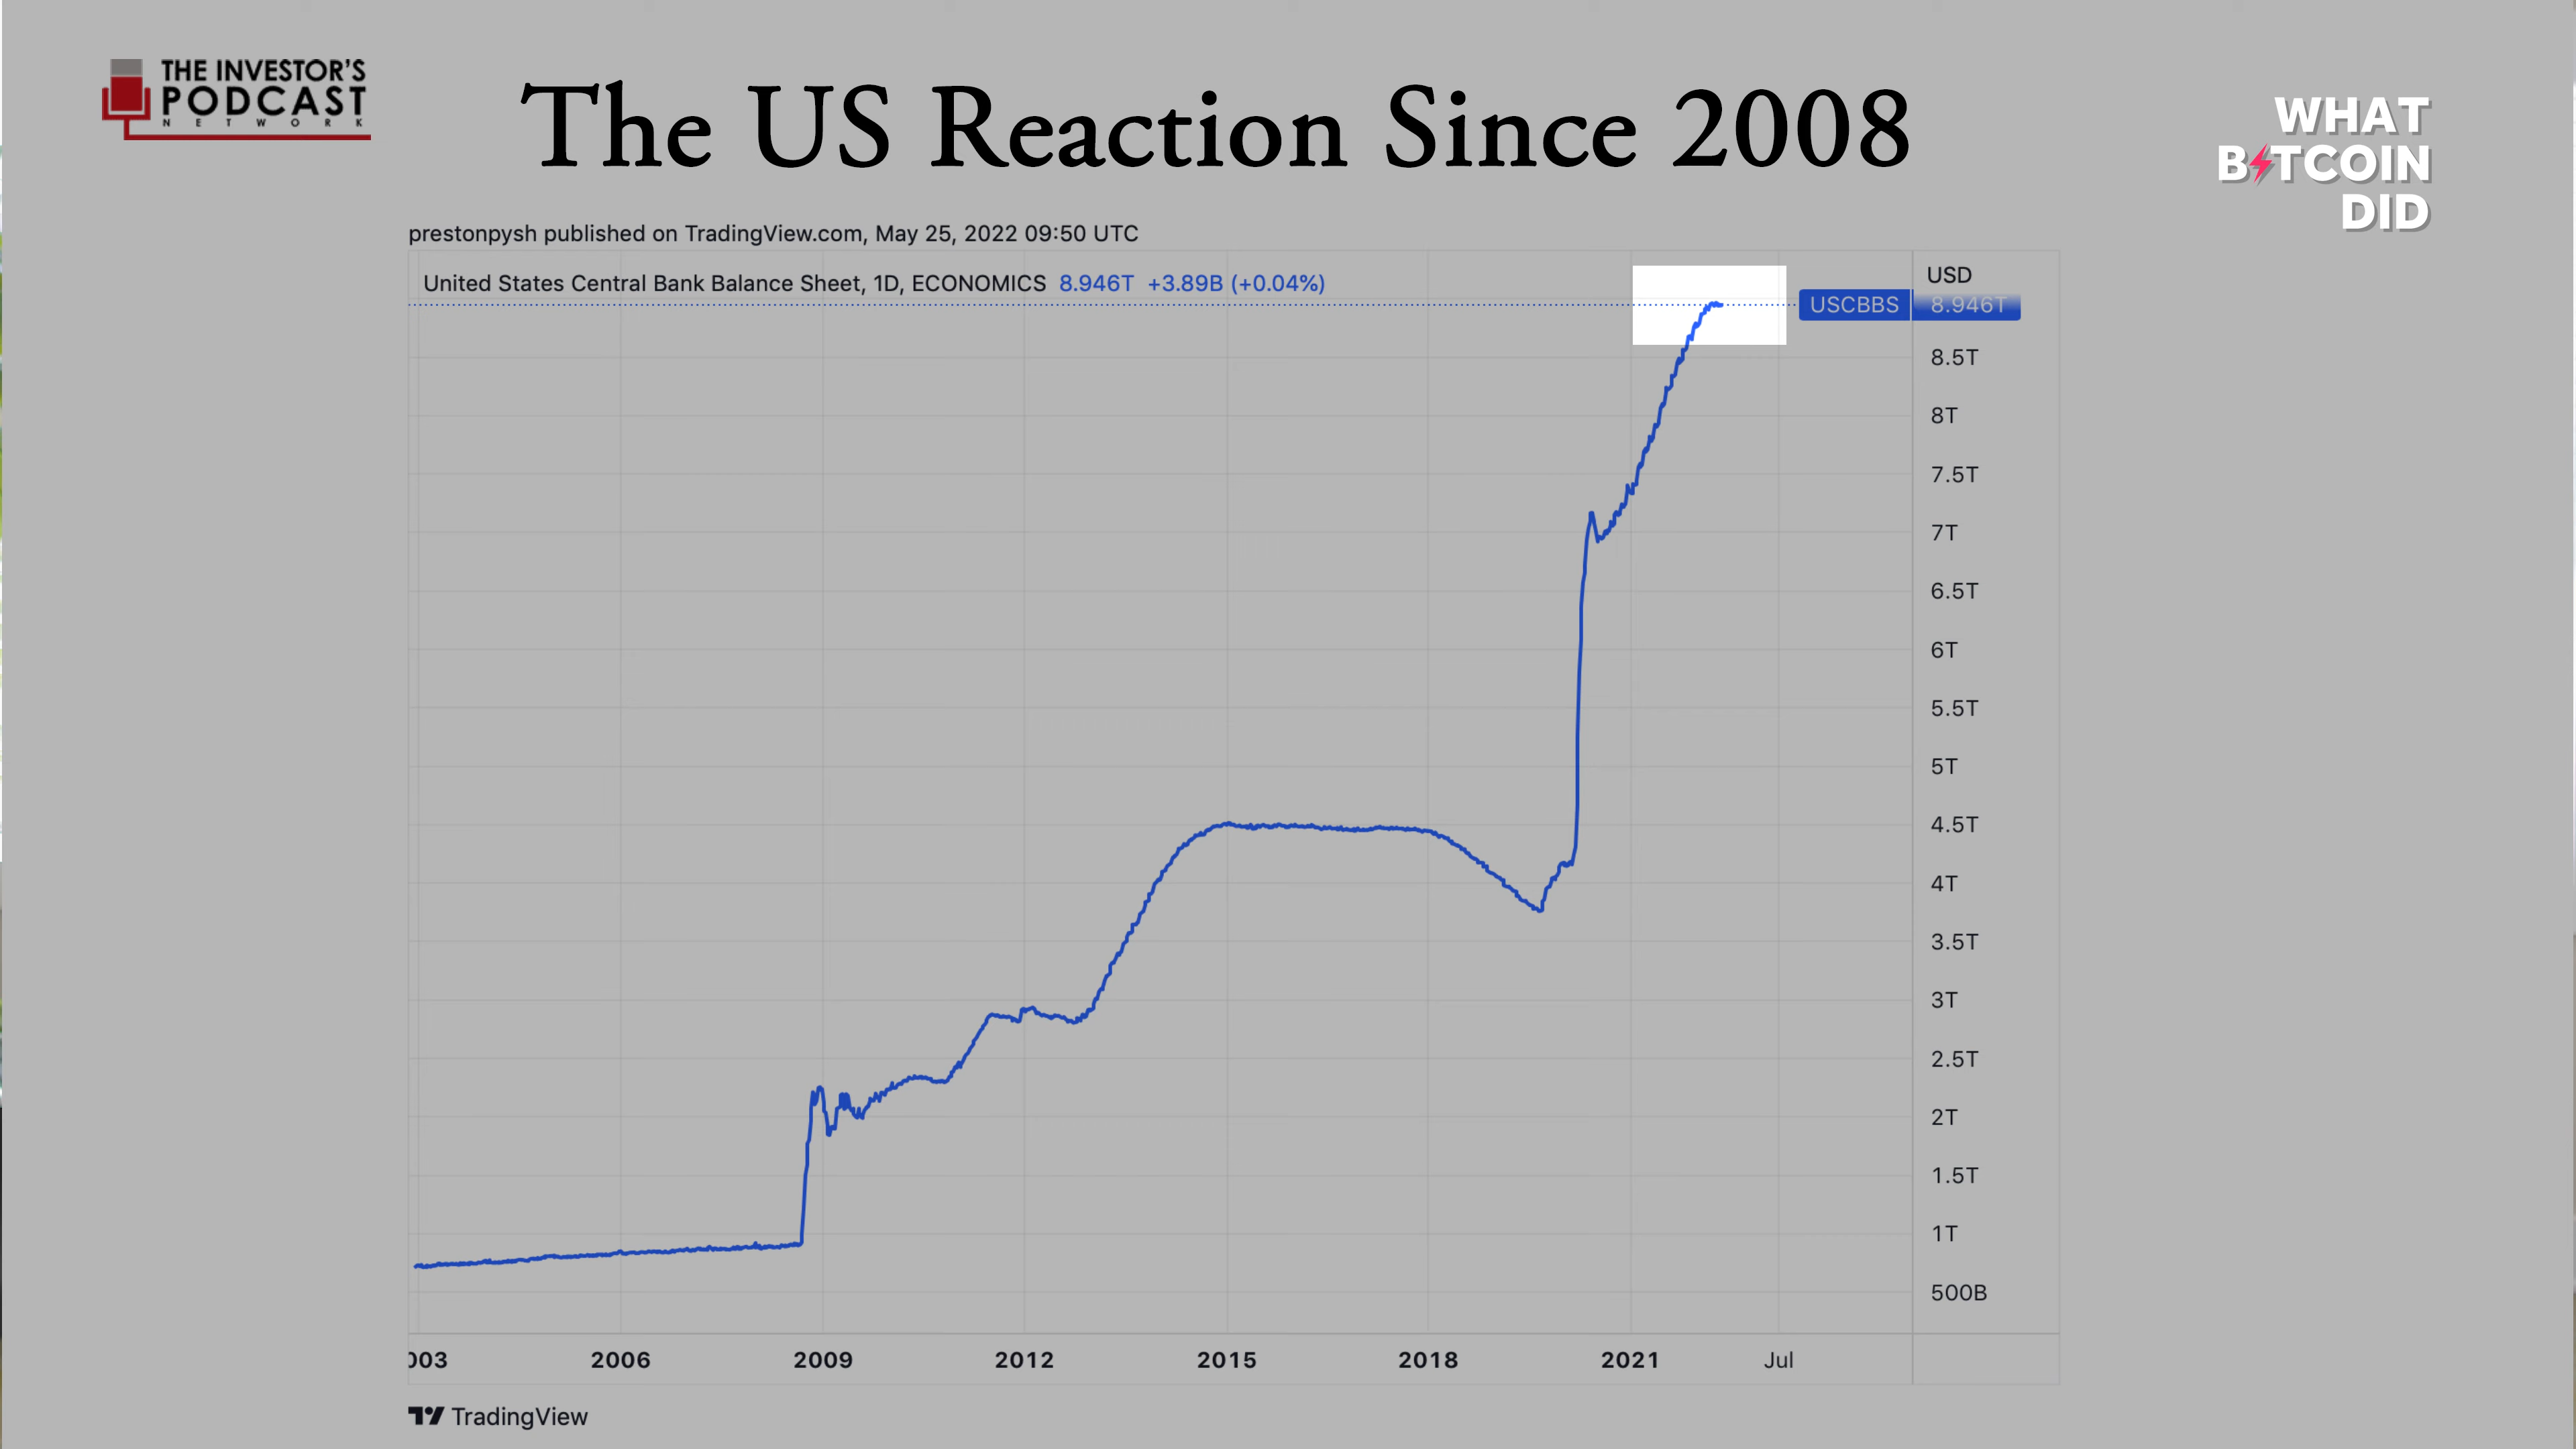 THE INVESTOR'S
PODCAST
NETWORK
The US Reaction Since 2008
WHAT
BTCOIN
DID
prestonpysh published on TradingView.com, May 25, 2022 09:50 UTC
United States Central Bank Balance Sheet, 1D, ECONOMICS 8.946T +3.89B (+0.04%)
USD
USCBBS 8.946T
8.5T
8T
7.5T
7T
6.5T
6T
5.5T
5T
4.5T
4T
3.5T
3T
2.5T
2T
1.5T
1T
500B
003 2006 2009 2012 2015 2018 2021 Jul
TradingView